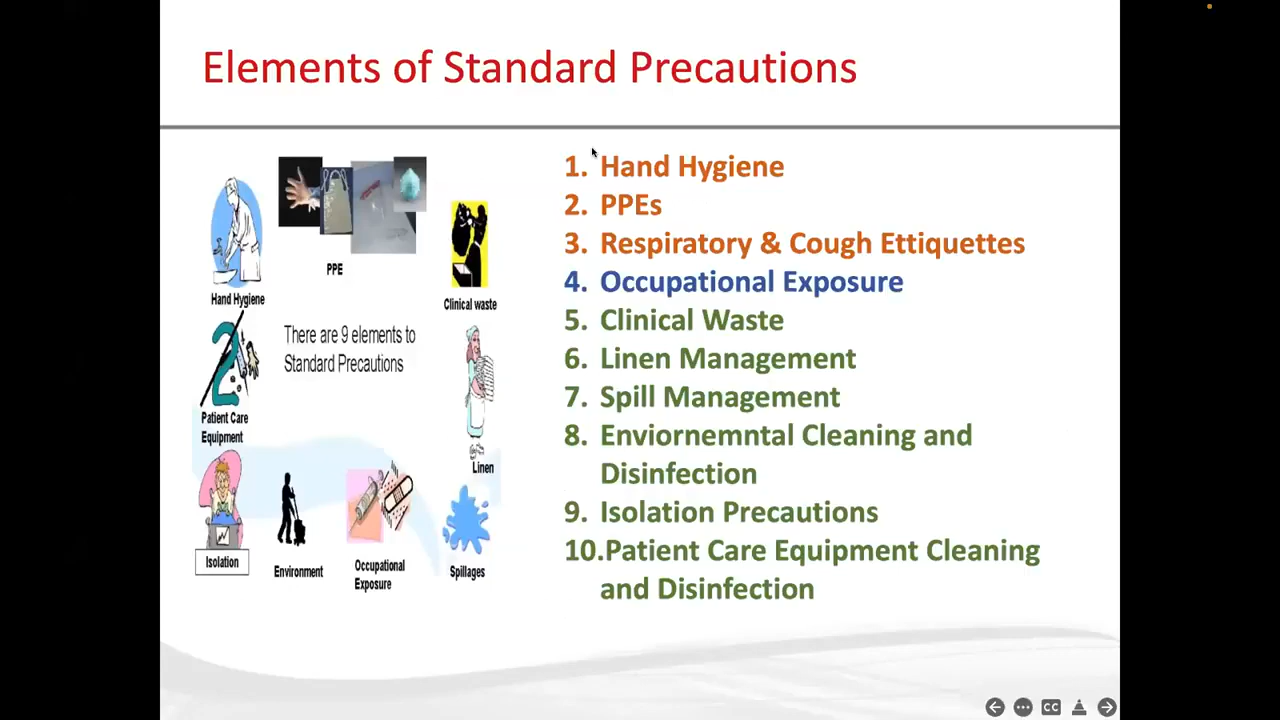 Elements of Standard Precautions
PPE
Hand Hygiene
Clinical waste
There are 9 elements to
Standard Precautions
2
Patient Care
Equipment
Linen
Isolation
Environment
Occupational
Exposure
Spillages
1. Hand Hygiene
2. PPEs
3. Respiratory & Cough Ettiquettes
4. Occupational Exposure
5. Clinical Waste
6. Linen Management
7. Spill Management
8. Enviornemntal Cleaning and
Disinfection
9. Isolation Precautions
10.Patient Care Equipment Cleaning
and Disinfection
CC